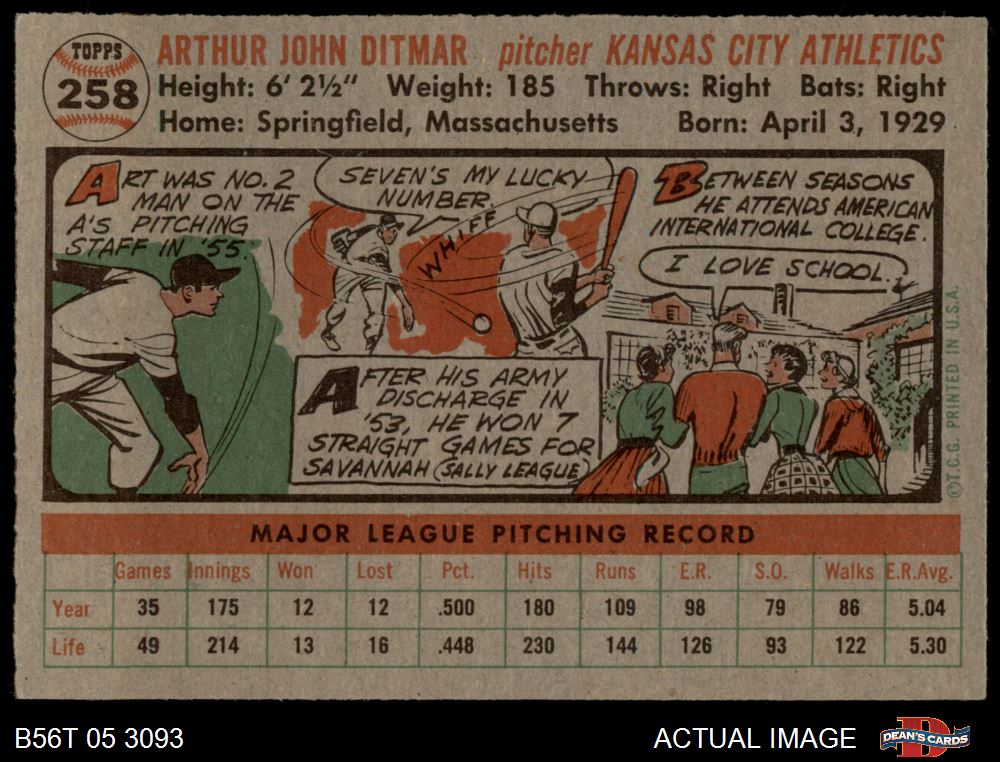 TOPPS
258
ARTHUR JOHN DITMAR pitcher KANSAS CITY ATHLETICS
Height: 6' 2½" Weight: 185 Throws: Right Bats: Right
Home: Springfield, Massachusetts Born: April 3, 1929
ART WAS NO. 2
MAN ON THE
A'S PITCHING
STAFF IN '55.
SEVEN'S MY LUCKY
NUMBER.
WHIFF
AFTER HIS ARMY
DISCHARGE IN
'53, HE WON 7
STRAIGHT GAMES FOR
SAVANNAH (SALLY LEAGUE)
BETWEEN SEASONS
HE ATTENDS AMERICAN
INTERNATIONAL COLLEGE.
I LOVE SCHOOL.
©T.C.G. PRINTED IN U.S.A.
MAJOR LEAGUE PITCHING RECORD
Games Innings Won Lost Pct. Hits Runs E.R. S.O. Walks E.R.Avg.
Year 35 175 12 12 .500 180 109 98 79 86 5.04
Life 49 214 13 16 .448 230 144 126 93 122 5.30
B56T 05 3093
ACTUAL IMAGE
D
DEAN'S CARDS